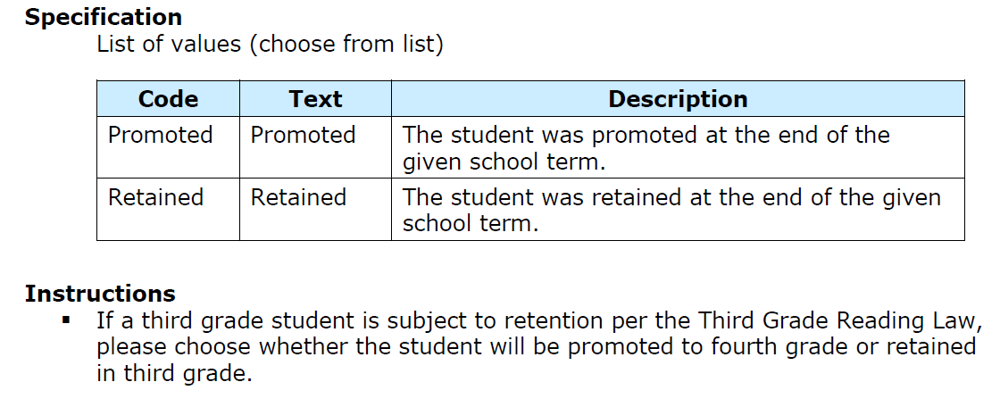 Specification
List of values (choose from list)
Code Text Description
Promoted Promoted The student was promoted at the end of the
given school term.
Retained Retained The student was retained at the end of the given
school term.
Instructions
▪ If a third grade student is subject to retention per the Third Grade Reading Law,
please choose whether the student will be promoted to fourth grade or retained
in third grade.